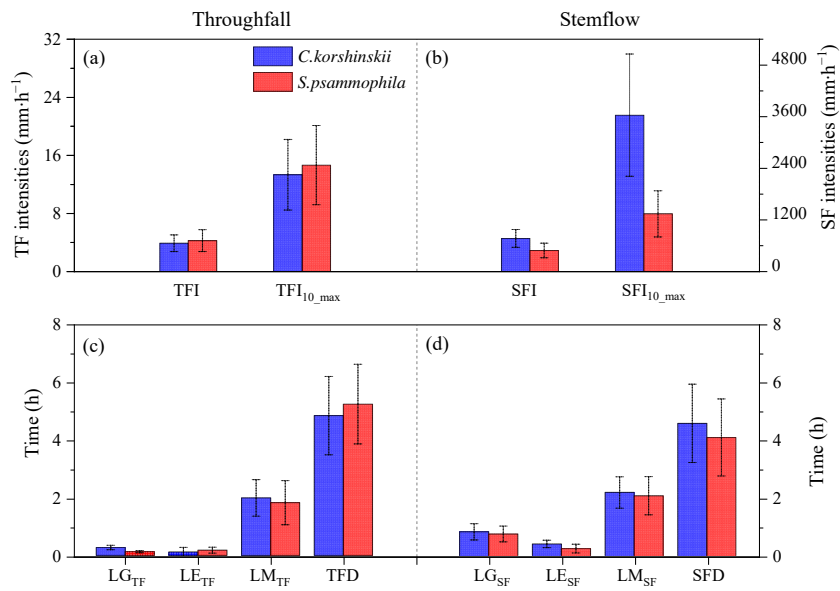 Throughfall
Stemflow
(a)
C.korshinskii
S.psammophila
(b)
TF intensities (mm·h⁻¹)
32
24
16
8
0
SF intensities (mm·h⁻¹)
4800
3600
2400
1200
0
TFI
TFI10_max
SFI
SFI10_max
(c)
(d)
Time (h)
8
6
4
2
0
Time (h)
8
6
4
2
0
LGTF
LETF
LMTF
TFD
LGSF
LESF
LMSF
SFD